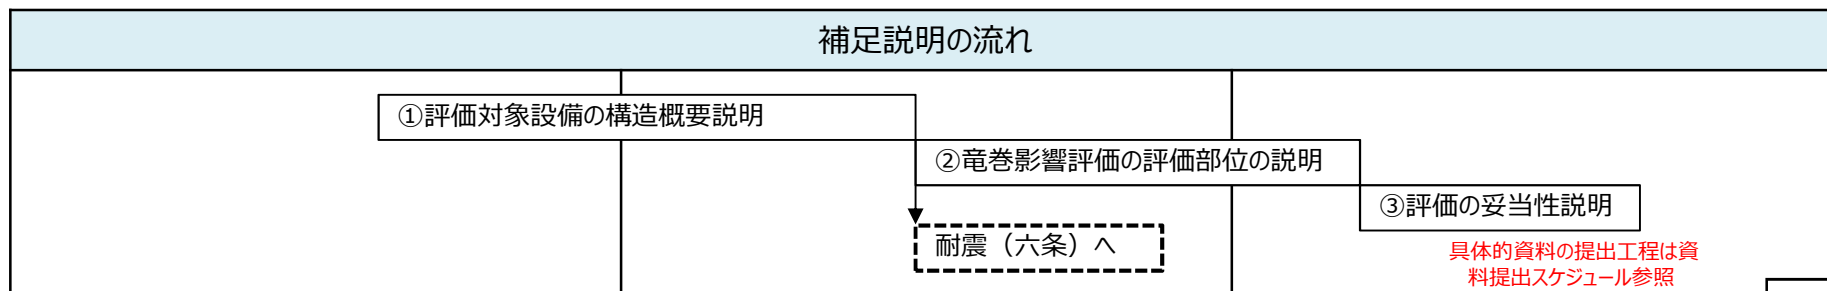 補足説明の流れ
①評価対象設備の構造概要説明
②竜巻影響評価の評価部位の説明
③評価の妥当性説明
耐震（六条）へ
具体的資料の提出工程は資
料提出スケジュール参照